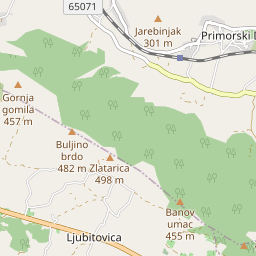 65071
Jarebinjak
301 m
Primorski
Gornja
gomila
457 m
Buljino
brdo
482 m
Zlatarica
498 m
Banov
umac
455 m
Ljubitovica